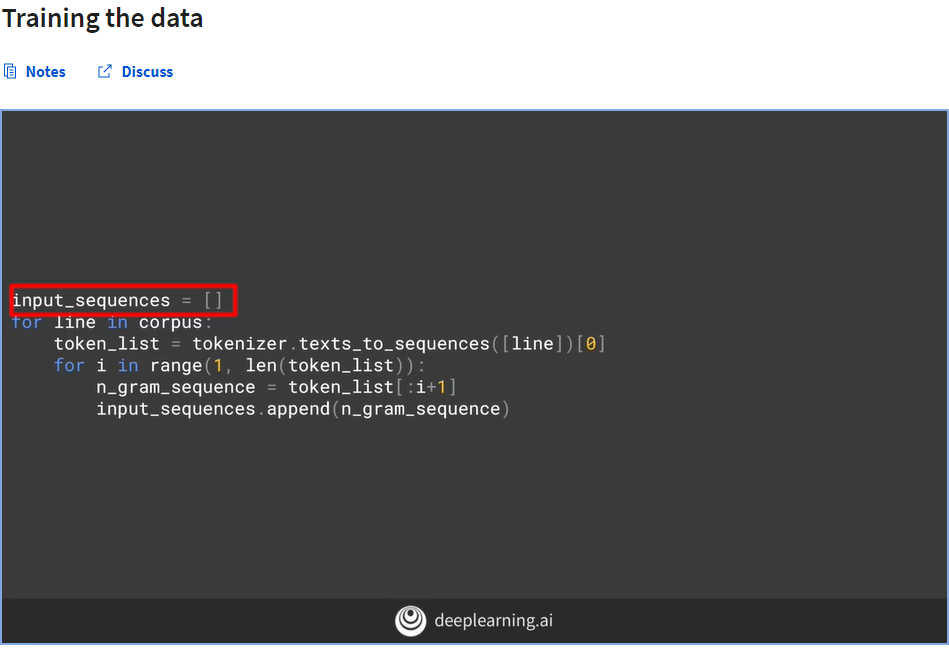 Training the data
Notes Discuss
input_sequences = []
for line in corpus:
    token_list = tokenizer.texts_to_sequences([line])[0]
    for i in range(1, len(token_list)):
        n_gram_sequence = token_list[:i+1]
        input_sequences.append(n_gram_sequence)
deeplearning.ai